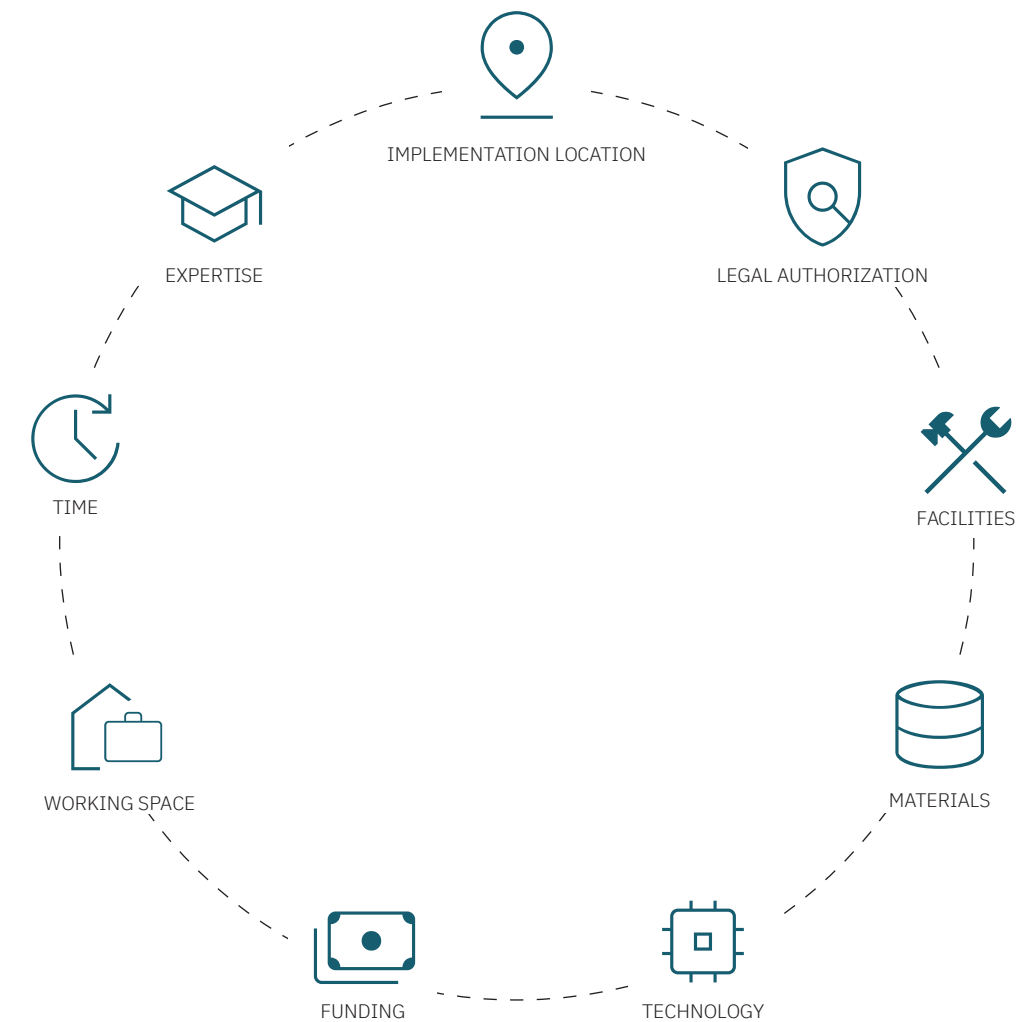 IMPLEMENTATION LOCATION
EXPERTISE
LEGAL AUTHORIZATION
TIME
FACILITIES
WORKING SPACE
MATERIALS
FUNDING
TECHNOLOGY